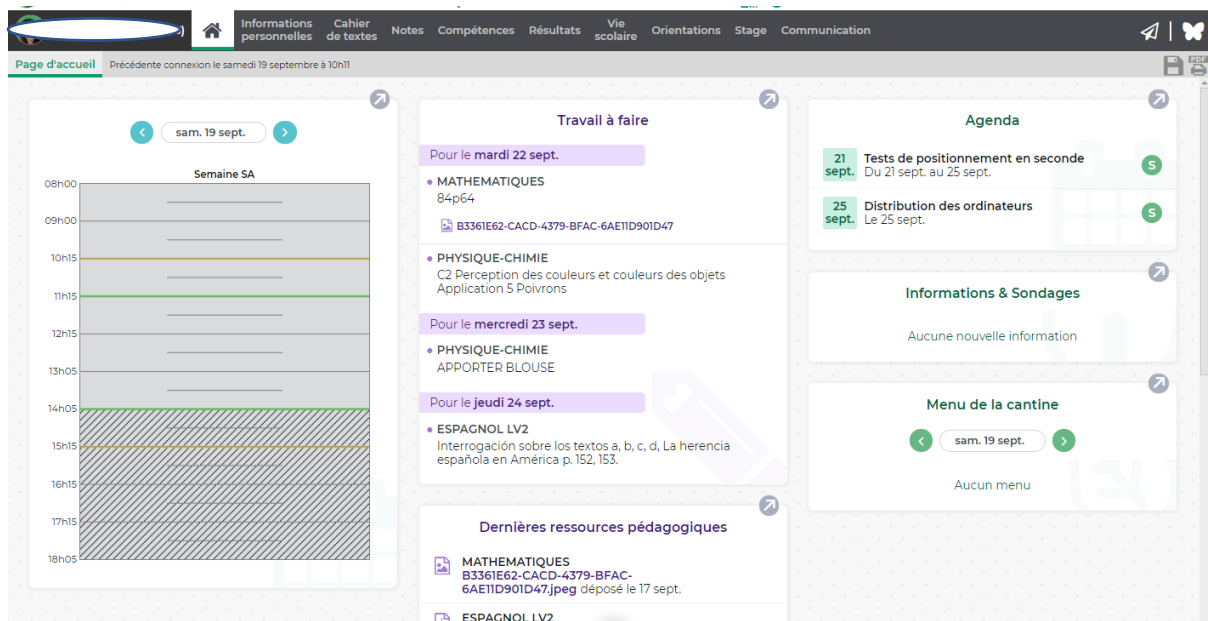 Informations personnelles
Cahier de textes
Notes
Compétences
Résultats
Vie scolaire
Orientations
Stage
Communication
Page d'accueil
Précédente connexion le samedi 19 septembre à 10h11
PDF
sam. 19 sept.
Semaine SA
08h00
09h00
10h15
11h15
12h15
13h05
14h05
15h15
16h15
17h15
18h05
Travail à faire
Pour le mardi 22 sept.
MATHEMATIQUES
84p64
B3361E62-CACD-4379-BFAC-6AE11D901D47
PHYSIQUE-CHIMIE
C2 Perception des couleurs et couleurs des objets
Application 5 Poivrons
Pour le mercredi 23 sept.
PHYSIQUE-CHIMIE
APPORTER BLOUSE
Pour le jeudi 24 sept.
ESPAGNOL LV2
Interrogación sobre los textos a, b, c, d, La herencia
española en América p. 152, 153.
Dernières ressources pédagogiques
MATHEMATIQUES
B3361E62-CACD-4379-BFAC-
6AE11D901D47.jpeg déposé le 17 sept.
ESPAGNOL LV2
Agenda
21 sept.
Tests de positionnement en seconde
Du 21 sept. au 25 sept.
S
25 sept.
Distribution des ordinateurs
Le 25 sept.
S
Informations & Sondages
Aucune nouvelle information
Menu de la cantine
sam. 19 sept.
Aucun menu